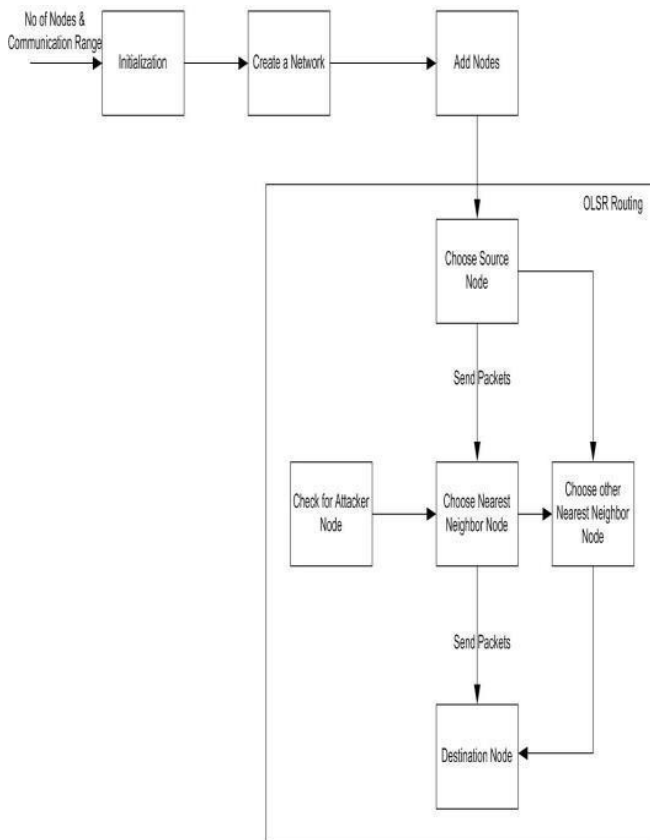 No of Nodes &
Communication Range
Initialization
Create a Network
Add Nodes
OLSR Routing
Choose Source
Node
Send Packets
Check for Attacker
Node
Choose Nearest
Neighbor Node
Choose other
Nearest Neighbor
Node
Send Packets
Destination Node